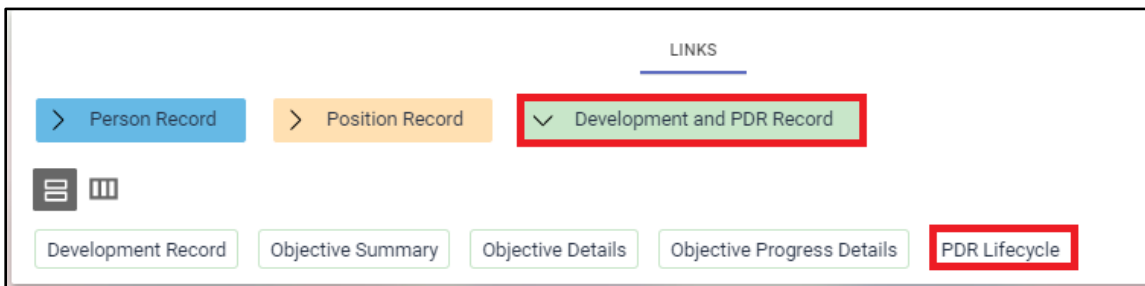 LINKS
Person Record Position Record Development and PDR Record
Development Record Objective Summary Objective Details Objective Progress Details PDR Lifecycle